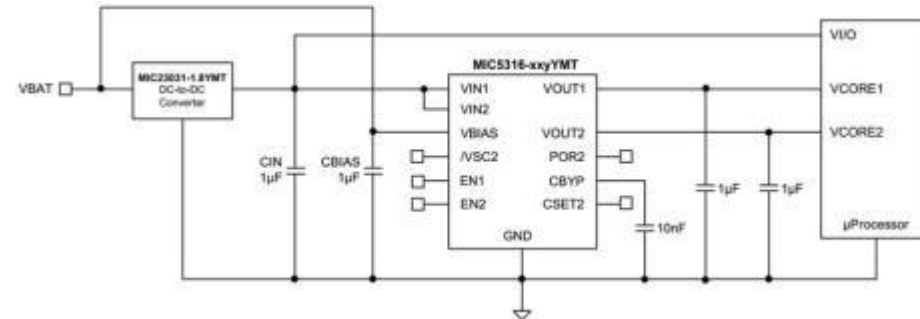 VBAT
MIC23031-1.8YMT
DC-to-DC
Converter
CIN
1µF
CBIAS
1µF
MIC5316-xxyYMT
VIN1
VIN2
VBIAS
/VSC2
EN1
EN2
VOUT1
VOUT2
POR2
CBYP
CSET2
GND
10nF
1µF
1µF
VI/O
VCORE1
VCORE2
µProcessor